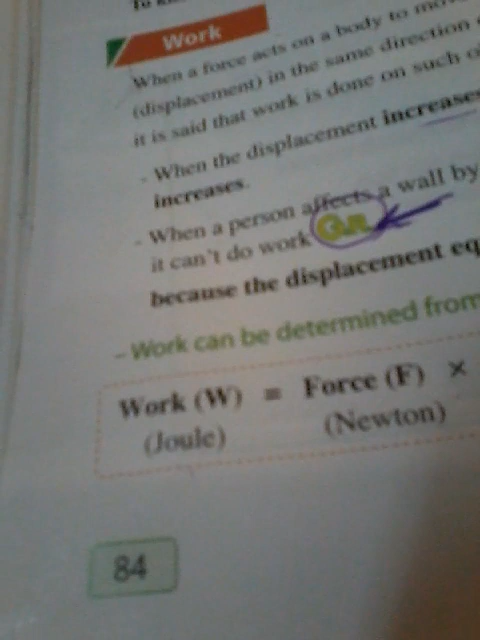 Work
When a force acts on a body to
(displacement) in the same direction
it is said that work is done on such
- When the displacement increases
increases.
- When a person affects a wall by
it can't do work G.R
because the displacement
- Work can be determined from
Work (W) = Force (F) ×
(Joule) (Newton)
84